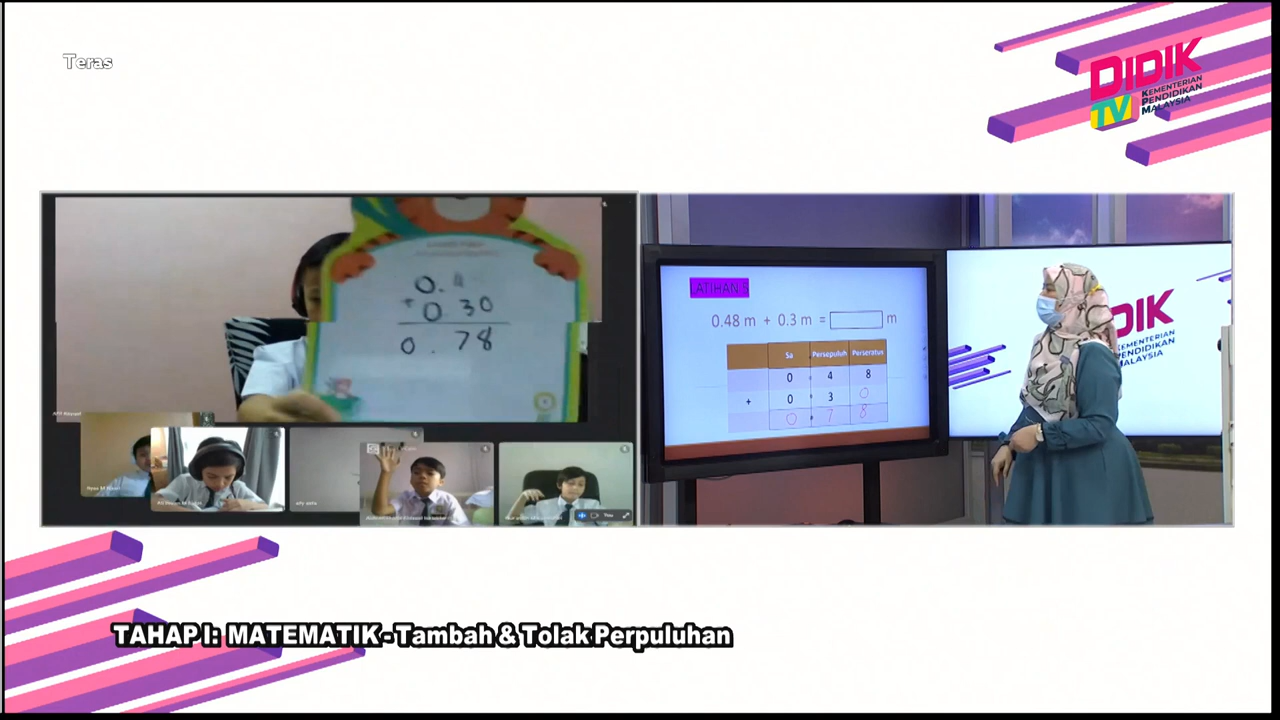 Teras
DIDIK
TV
KEMENTERIAN
PENDIDIKAN
MALAYSIA
0.4
+ 0.30
0.78
LATIHAN 5
0.48 m + 0.3 m = m
Sa Persepuluh Perseratus
0 . 4 8
+ 0 . 3 0
0 . 7 8
DIDIK
KEMENTERIAN
PENDIDIKAN
MALAYSIA
You
TAHAP I: MATEMATIK - Tambah & Tolak Perpuluhan